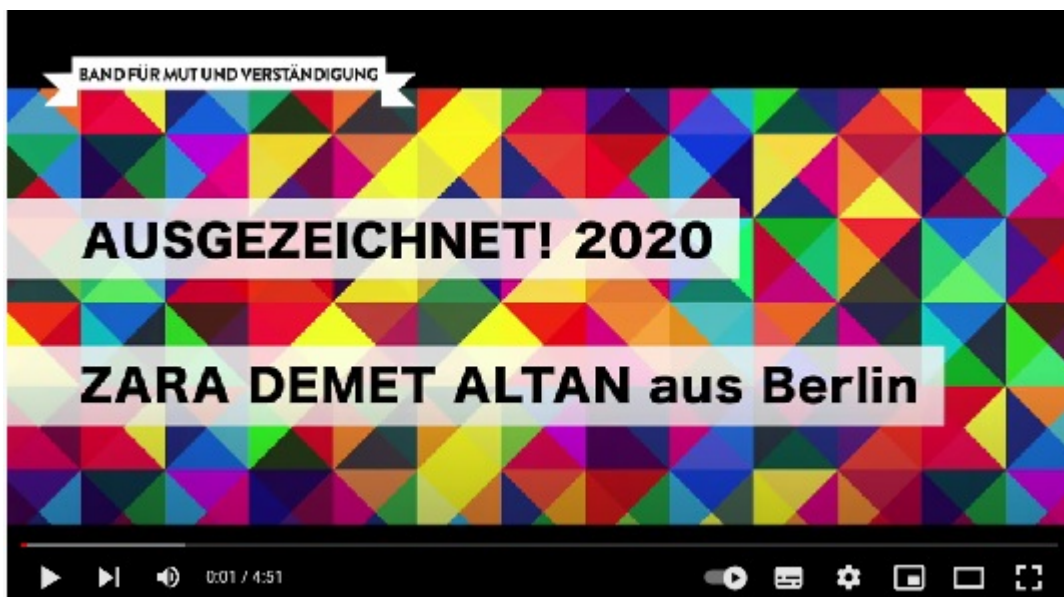 BAND FÜR MUT UND VERSTÄNDIGUNG
AUSGEZEICHNET! 2020
ZARA DEMET ALTAN aus Berlin
0:01 / 4:51